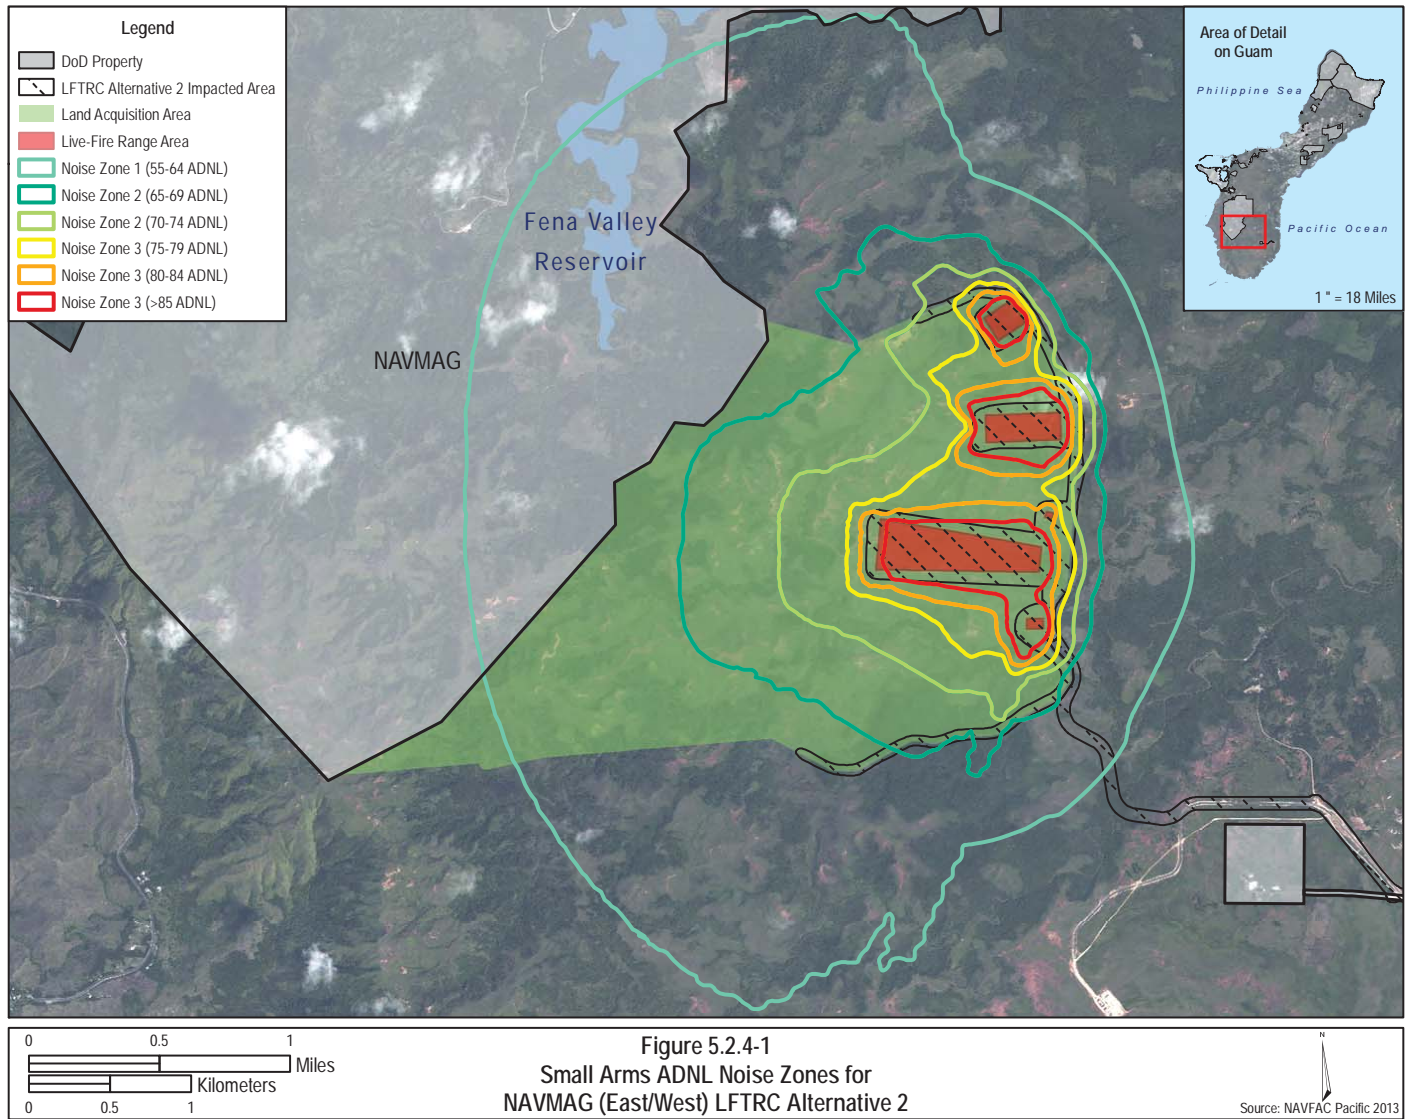 Legend
DoD Property
LFTRC Alternative 2 Impacted Area
Land Acquisition Area
Live-Fire Range Area
Noise Zone 1 (55-64 ADNL)
Noise Zone 2 (65-69 ADNL)
Noise Zone 2 (70-74 ADNL)
Noise Zone 3 (75-79 ADNL)
Noise Zone 3 (80-84 ADNL)
Noise Zone 3 (>85 ADNL)
Fena Valley
Reservoir
NAVMAG
Area of Detail
on Guam
Philippine Sea
Pacific Ocean
1 " = 18 Miles
0 0.5 1
Miles
Kilometers
0 0.5 1
Figure 5.2.4-1
Small Arms ADNL Noise Zones for
NAVMAG (East/West) LFTRC Alternative 2
N
Source: NAVFAC Pacific 2013